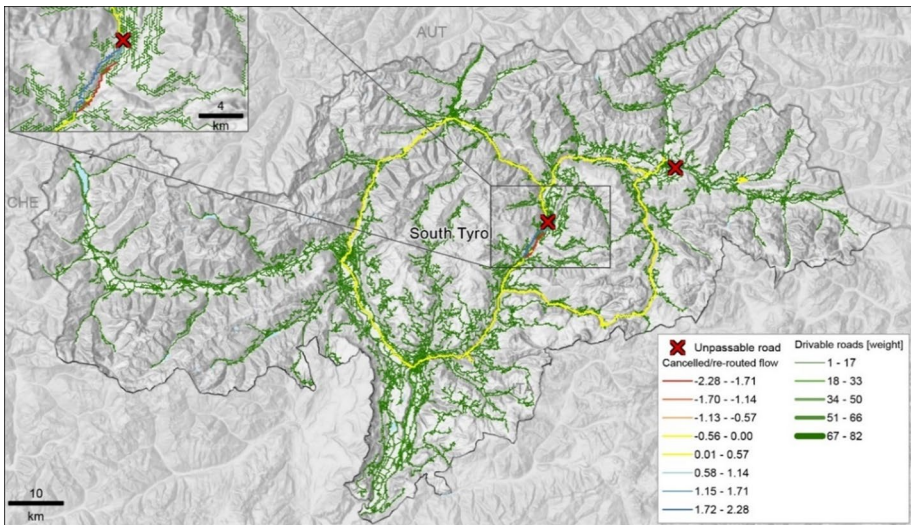 AUT
4
km
CHE
South Tyro
ITA
10
km
Unpassable road
Cancelled/re-routed flow
-2.28 - -1.71
-1.70 - -1.14
-1.13 - -0.57
-0.56 - 0.00
0.01 - 0.57
0.58 - 1.14
1.15 - 1.71
1.72 - 2.28
Drivable roads [weight]
1 - 17
18 - 33
34 - 50
51 - 66
67 - 82